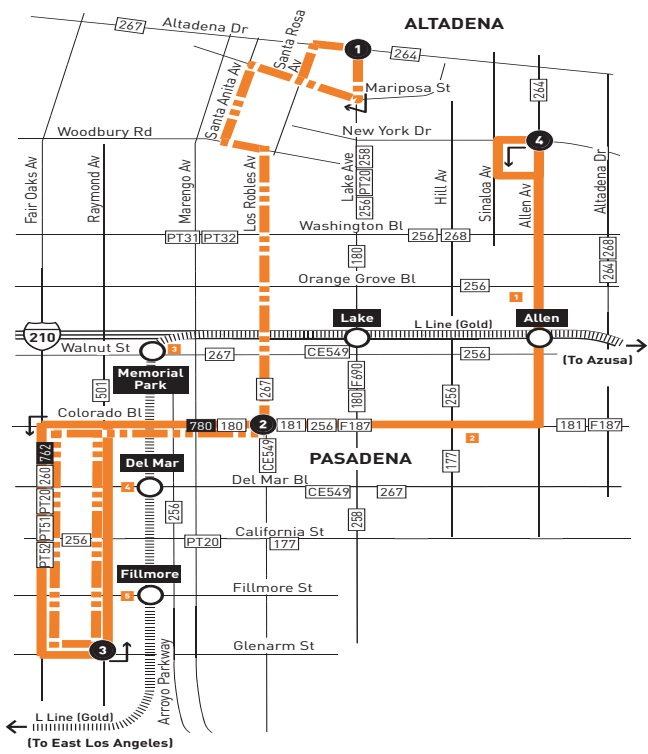 ALTADENA
267
Altadena Dr
Santa Rosa
Av
1
264
Santa Anita Av
Mariposa St
264
Woodbury Rd
New York Dr
4
Fair Oaks Av
Raymond Av
Marengo Av
Los Robles Av
Lake Ave
256 PT20 258
Hill Av
Sinaloa Av
Allen Av
Altadena Dr
PT31
PT32
Washington Bl
256
268
180
264 268
Orange Grove Bl
256
1
210
Lake
L Line (Gold)
Allen
Walnut St
3
267
CE549
256
(To Azusa)
Memorial
Park
501
267
180 F690
256
Colorado Bl
780
180
2
181
256
F187
2
181
F187
762
CE549
PASADENA
177
Del Mar
Del Mar Bl
4
CE549
267
PT52 PT51 PT20 260
256
256
PT20
California St
177
258
Fillmore
5
Fillmore St
3
Glenarm St
Arroyo Parkway
L Line (Gold)
(To East Los Angeles)